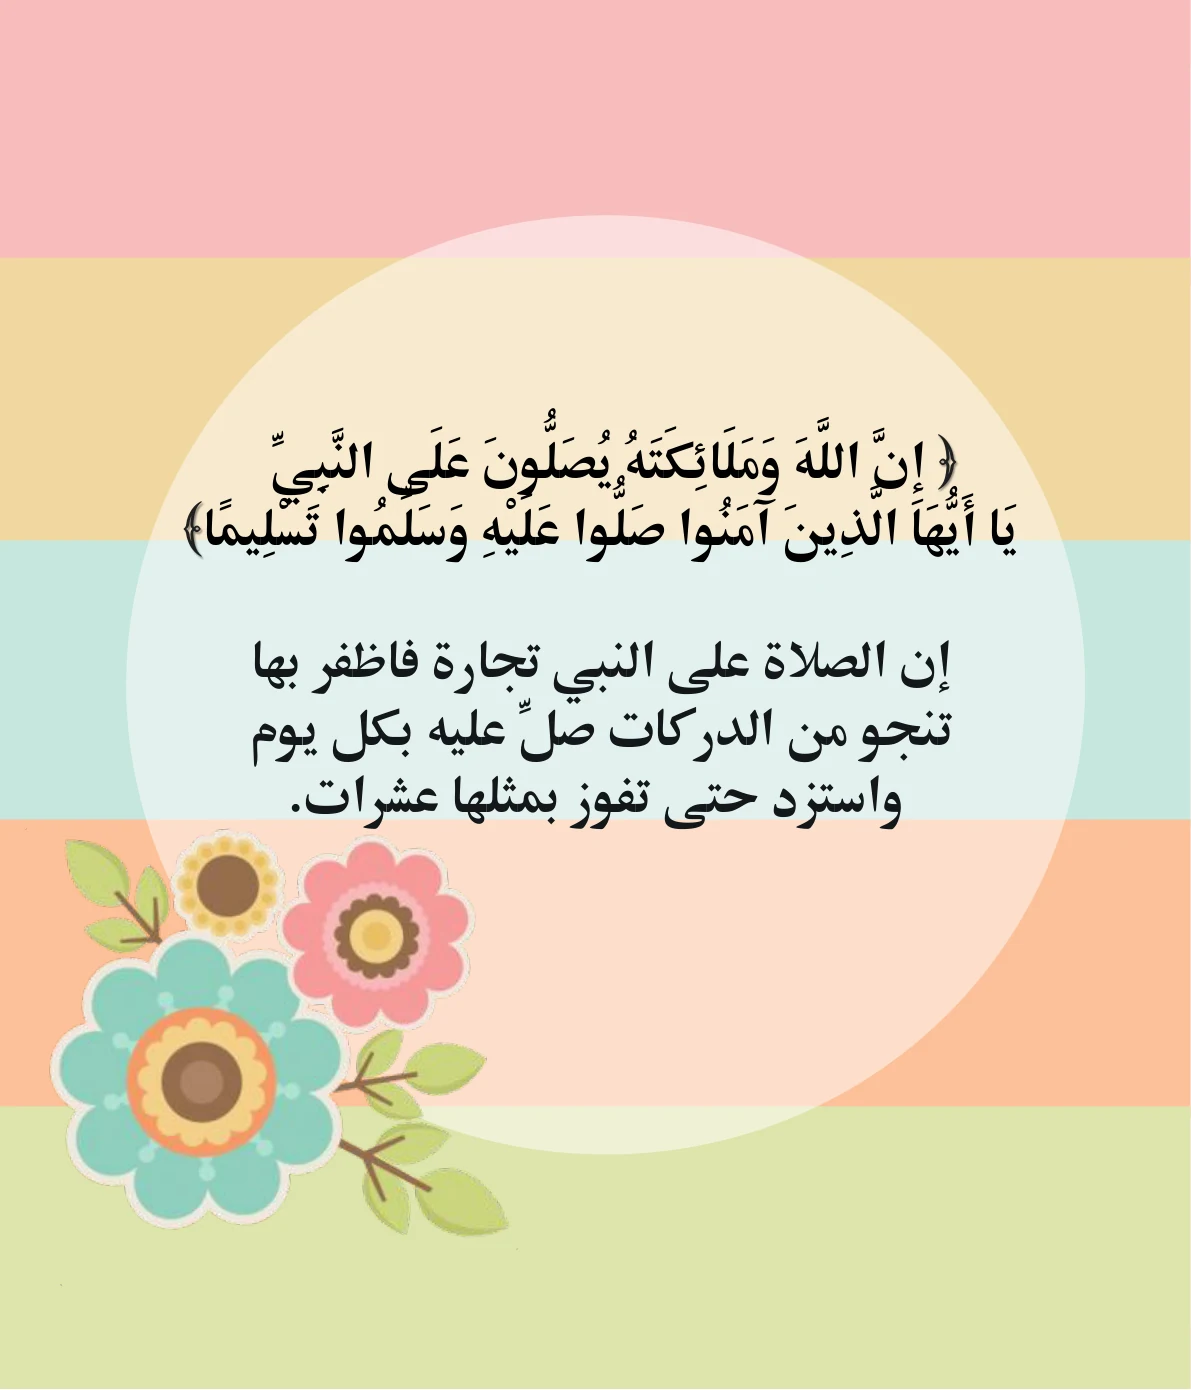 ﴿ إِنَّ اللَّهَ وَمَلَائِكَتَهُ يُصَلُّونَ عَلَى النَّبِيِّ
يَا أَيُّهَا الَّذِينَ آمَنُوا صَلُّوا عَلَيْهِ وَسَلِّمُوا تَسْلِيمًا﴾
إن الصلاة على النبي تجارة فاظفر بها
تنجو من الدركات صلِّ عليه بكل يوم
واستزد حتى تفوز بمثلها عشرات.